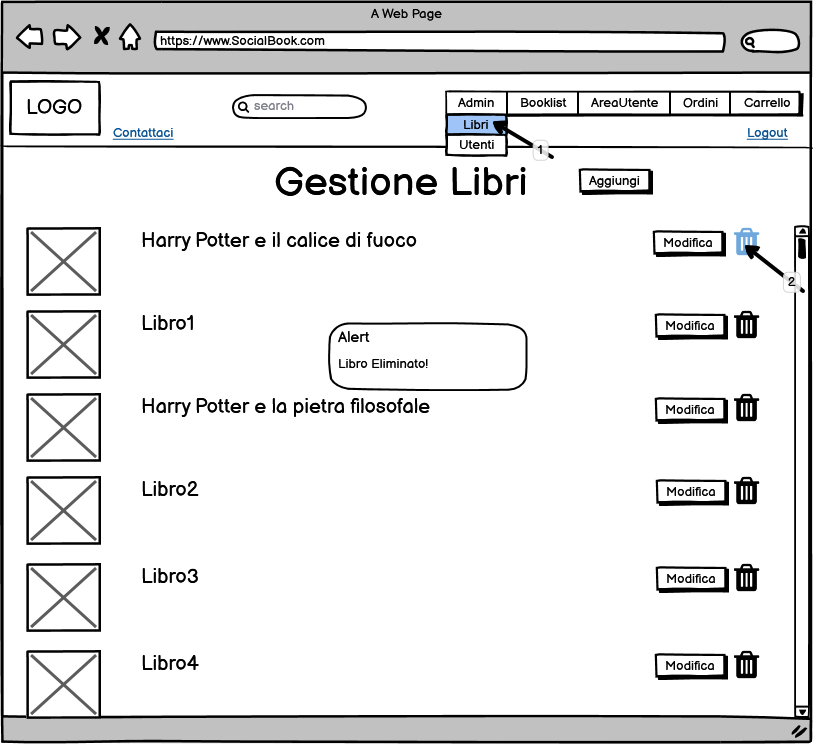 A Web Page
https://www.SocialBook.com
LOGO
search
Admin Booklist AreaUtente Ordini Carrello
Contattaci
Libri
Utenti
Logout
1
Gestione Libri
Aggiungi
Harry Potter e il calice di fuoco
Modifica
2
Libro1
Modifica
Alert
Libro Eliminato!
Harry Potter e la pietra filosofale
Modifica
Libro2
Modifica
Libro3
Modifica
Libro4
Modifica